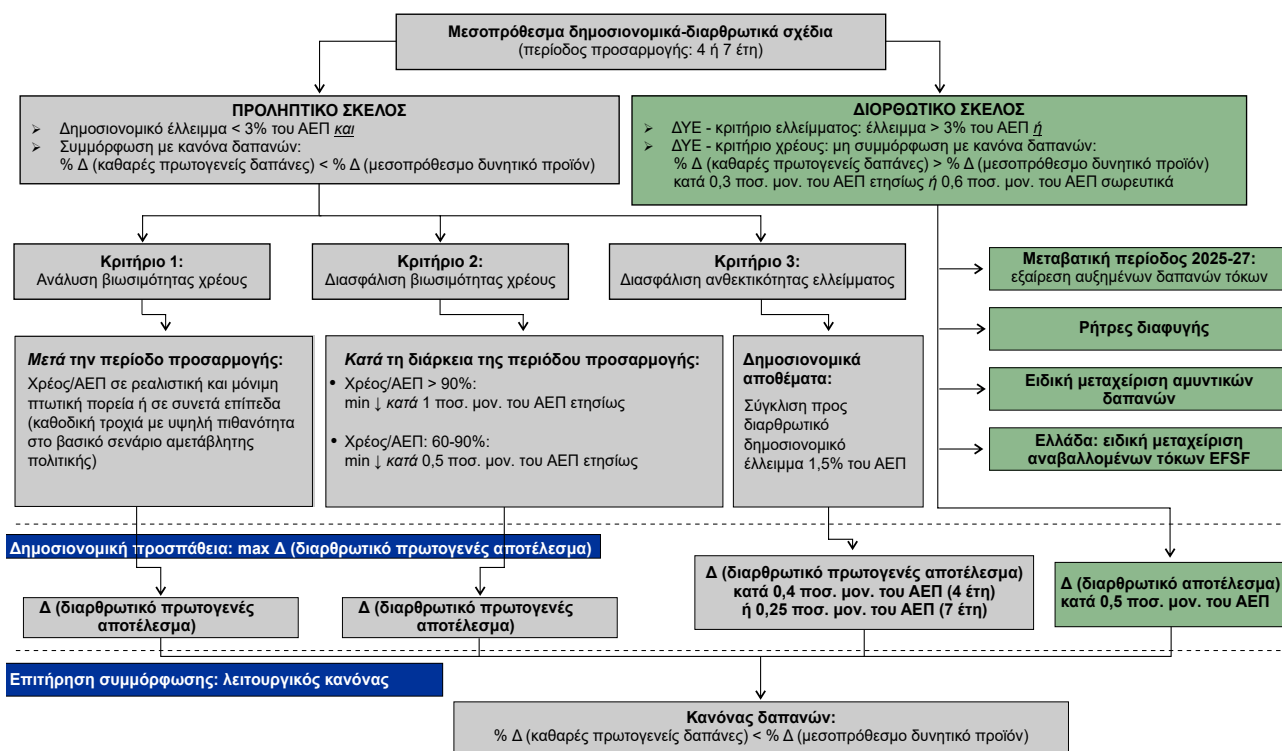 Μεσοπρόθεσμα δημοσιονομικά-διαρθρωτικά σχέδια
(περίοδος προσαρμογής: 4 ή 7 έτη)
ΠΡΟΛΗΠΤΙΚΟ ΣΚΕΛΟΣ
➢ Δημοσιονομικό έλλειμμα < 3% του ΑΕΠ και
➢ Συμμόρφωση με κανόνα δαπανών:
% Δ (καθαρές πρωτογενείς δαπάνες) < % Δ (μεσοπρόθεσμο δυνητικό προϊόν)
ΔΙΟΡΘΩΤΙΚΟ ΣΚΕΛΟΣ
➢ ΔΥΕ - κριτήριο ελλείμματος: έλλειμμα > 3% του ΑΕΠ ή
➢ ΔΥΕ - κριτήριο χρέους: μη συμμόρφωση με κανόνα δαπανών:
% Δ (καθαρές πρωτογενείς δαπάνες) > % Δ (μεσοπρόθεσμο δυνητικό προϊόν)
κατά 0,3 ποσ. μον. του ΑΕΠ ετησίως ή 0,6 ποσ. μον. του ΑΕΠ σωρευτικά
Κριτήριο 1:
Ανάλυση βιωσιμότητας χρέους
Κριτήριο 2:
Διασφάλιση βιωσιμότητας χρέους
Κριτήριο 3:
Διασφάλιση ανθεκτικότητας ελλείμματος
Μεταβατική περίοδος 2025-27:
εξαίρεση αυξημένων δαπανών τόκων
Ρήτρες διαφυγής
Ειδική μεταχείριση αμυντικών
δαπανών
Ελλάδα: ειδική μεταχείριση
αναβαλλομένων τόκων EFSF
Μετά την περίοδο προσαρμογής:
Χρέος/ΑΕΠ σε ρεαλιστική και μόνιμη
πτωτική πορεία ή σε συνετά επίπεδα
(καθοδική τροχιά με υψηλή πιθανότητα
στο βασικό σενάριο αμετάβλητης
πολιτικής)
Κατά τη διάρκεια της περιόδου προσαρμογής:
• Χρέος/ΑΕΠ > 90%:
min ↓ κατά 1 ποσ. μον. του ΑΕΠ ετησίως
• Χρέος/ΑΕΠ: 60-90%:
min ↓ κατά 0,5 ποσ. μον. του ΑΕΠ ετησίως
Δημοσιονομικά
αποθέματα:
Σύγκλιση προς
διαρθρωτικό
δημοσιονομικό
έλλειμμα 1,5% του ΑΕΠ
Δημοσιονομική προσπάθεια: max Δ (διαρθρωτικό πρωτογενές αποτέλεσμα)
Δ (διαρθρωτικό πρωτογενές
αποτέλεσμα)
Δ (διαρθρωτικό πρωτογενές
αποτέλεσμα)
Δ (διαρθρωτικό πρωτογενές αποτέλεσμα)
κατά 0,4 ποσ. μον. του ΑΕΠ (4 έτη)
ή 0,25 ποσ. μον. του ΑΕΠ (7 έτη)
Δ (διαρθρωτικό αποτέλεσμα)
κατά 0,5 ποσ. μον. του ΑΕΠ
Επιτήρηση συμμόρφωσης: λειτουργικός κανόνας
Κανόνας δαπανών:
% Δ (καθαρές πρωτογενείς δαπάνες) < % Δ (μεσοπρόθεσμο δυνητικό προϊόν)